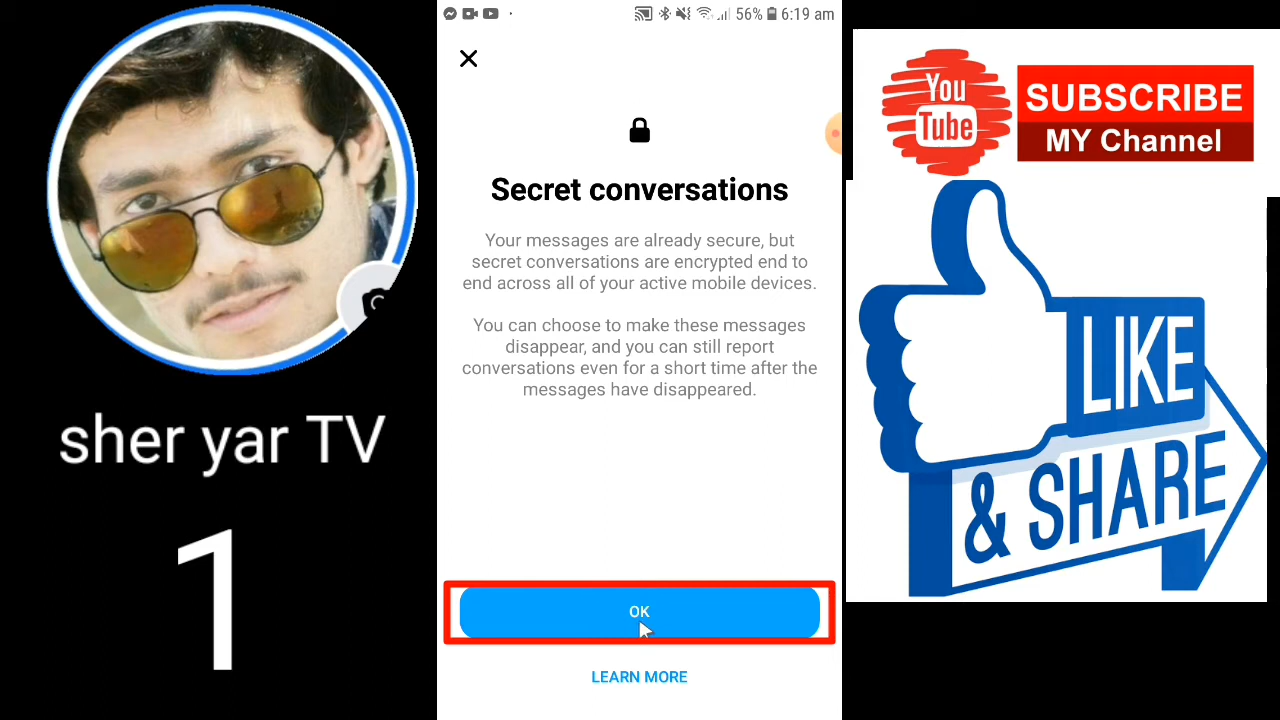 sher yar TV
1
56% 6:19 am
Secret conversations
Your messages are already secure, but
secret conversations are encrypted end to
end across all of your active mobile devices.
You can choose to make these messages
disappear, and you can still report
conversations even for a short time after the
messages have disappeared.
OK
LEARN MORE
You
Tube
SUBSCRIBE
MY Channel
LIKE
& SHARE